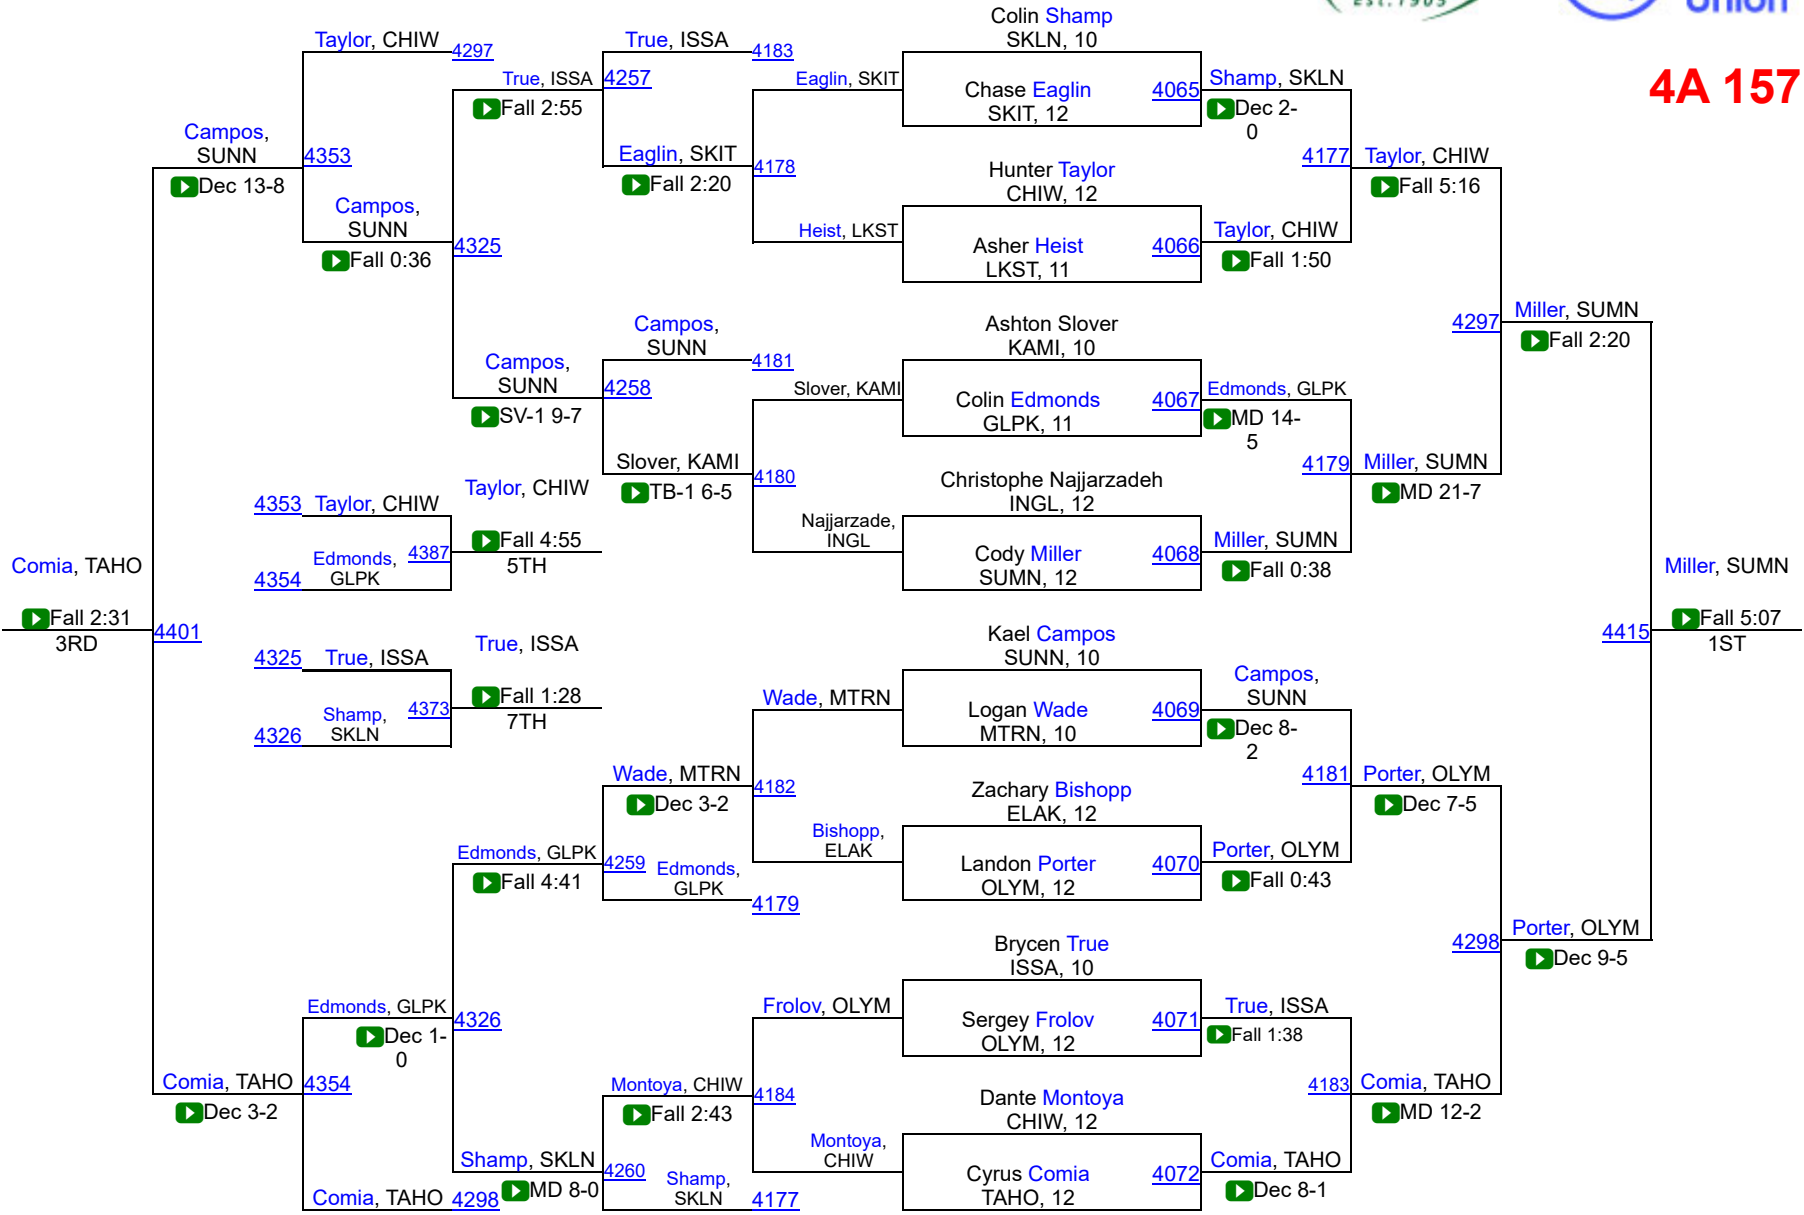 Est. 1905
Union
4A 157
Colin Shamp
SKLN, 10
Taylor, CHIW
4297
True, ISSA
4183
True, ISSA
4257
Fall 2:55
Eaglin, SKIT
Chase Eaglin
SKIT, 12
4065
Shamp, SKLN
Dec 2-
0
Campos,
SUNN
4353
Dec 13-8
Eaglin, SKIT
4178
Fall 2:20
Hunter Taylor
CHIW, 12
4177
Taylor, CHIW
Fall 5:16
Campos,
SUNN
4325
Fall 0:36
Heist, LKST
Asher Heist
LKST, 11
4066
Taylor, CHIW
Fall 1:50
Campos,
SUNN
4181
Ashton Slover
KAMI, 10
4297
Miller, SUMN
Fall 2:20
Campos,
SUNN
4258
SV-1 9-7
Slover, KAMI
Colin Edmonds
GLPK, 11
4067
Edmonds, GLPK
MD 14-
5
Slover, KAMI
4180
TB-1 6-5
Christophe Najjarzadeh
INGL, 12
4179
Miller, SUMN
MD 21-7
4353
Taylor, CHIW
Taylor, CHIW
Fall 4:55
5TH
Edmonds,
GLPK
4387
4354
Najjarzade,
INGL
Cody Miller
SUMN, 12
4068
Miller, SUMN
Fall 0:38
Comia, TAHO
Fall 2:31
3RD
4401
Miller, SUMN
4415
Fall 5:07
1ST
4325
True, ISSA
True, ISSA
Fall 1:28
7TH
Shamp,
SKLN
4373
4326
Kael Campos
SUNN, 10
Wade, MTRN
Logan Wade
MTRN, 10
4069
Campos,
SUNN
Dec 8-
2
Wade, MTRN
4182
Dec 3-2
Zachary Bishopp
ELAK, 12
4181
Porter, OLYM
Dec 7-5
Bishopp,
ELAK
Landon Porter
OLYM, 12
4070
Porter, OLYM
Fall 0:43
Edmonds, GLPK
4259
Fall 4:41
Edmonds,
GLPK
4179
Brycen True
ISSA, 10
4298
Porter, OLYM
Dec 9-5
Edmonds, GLPK
4326
Dec 1-
0
Frolov, OLYM
Sergey Frolov
OLYM, 12
4071
True, ISSA
Fall 1:38
Comia, TAHO
4354
Dec 3-2
Montoya, CHIW
4184
Fall 2:43
Dante Montoya
CHIW, 12
4183
Comia, TAHO
MD 12-2
Montoya,
CHIW
Cyrus Comia
TAHO, 12
4072
Comia, TAHO
Dec 8-1
Shamp, SKLN
4260
MD 8-0
Shamp,
SKLN
4177
Comia, TAHO
4298